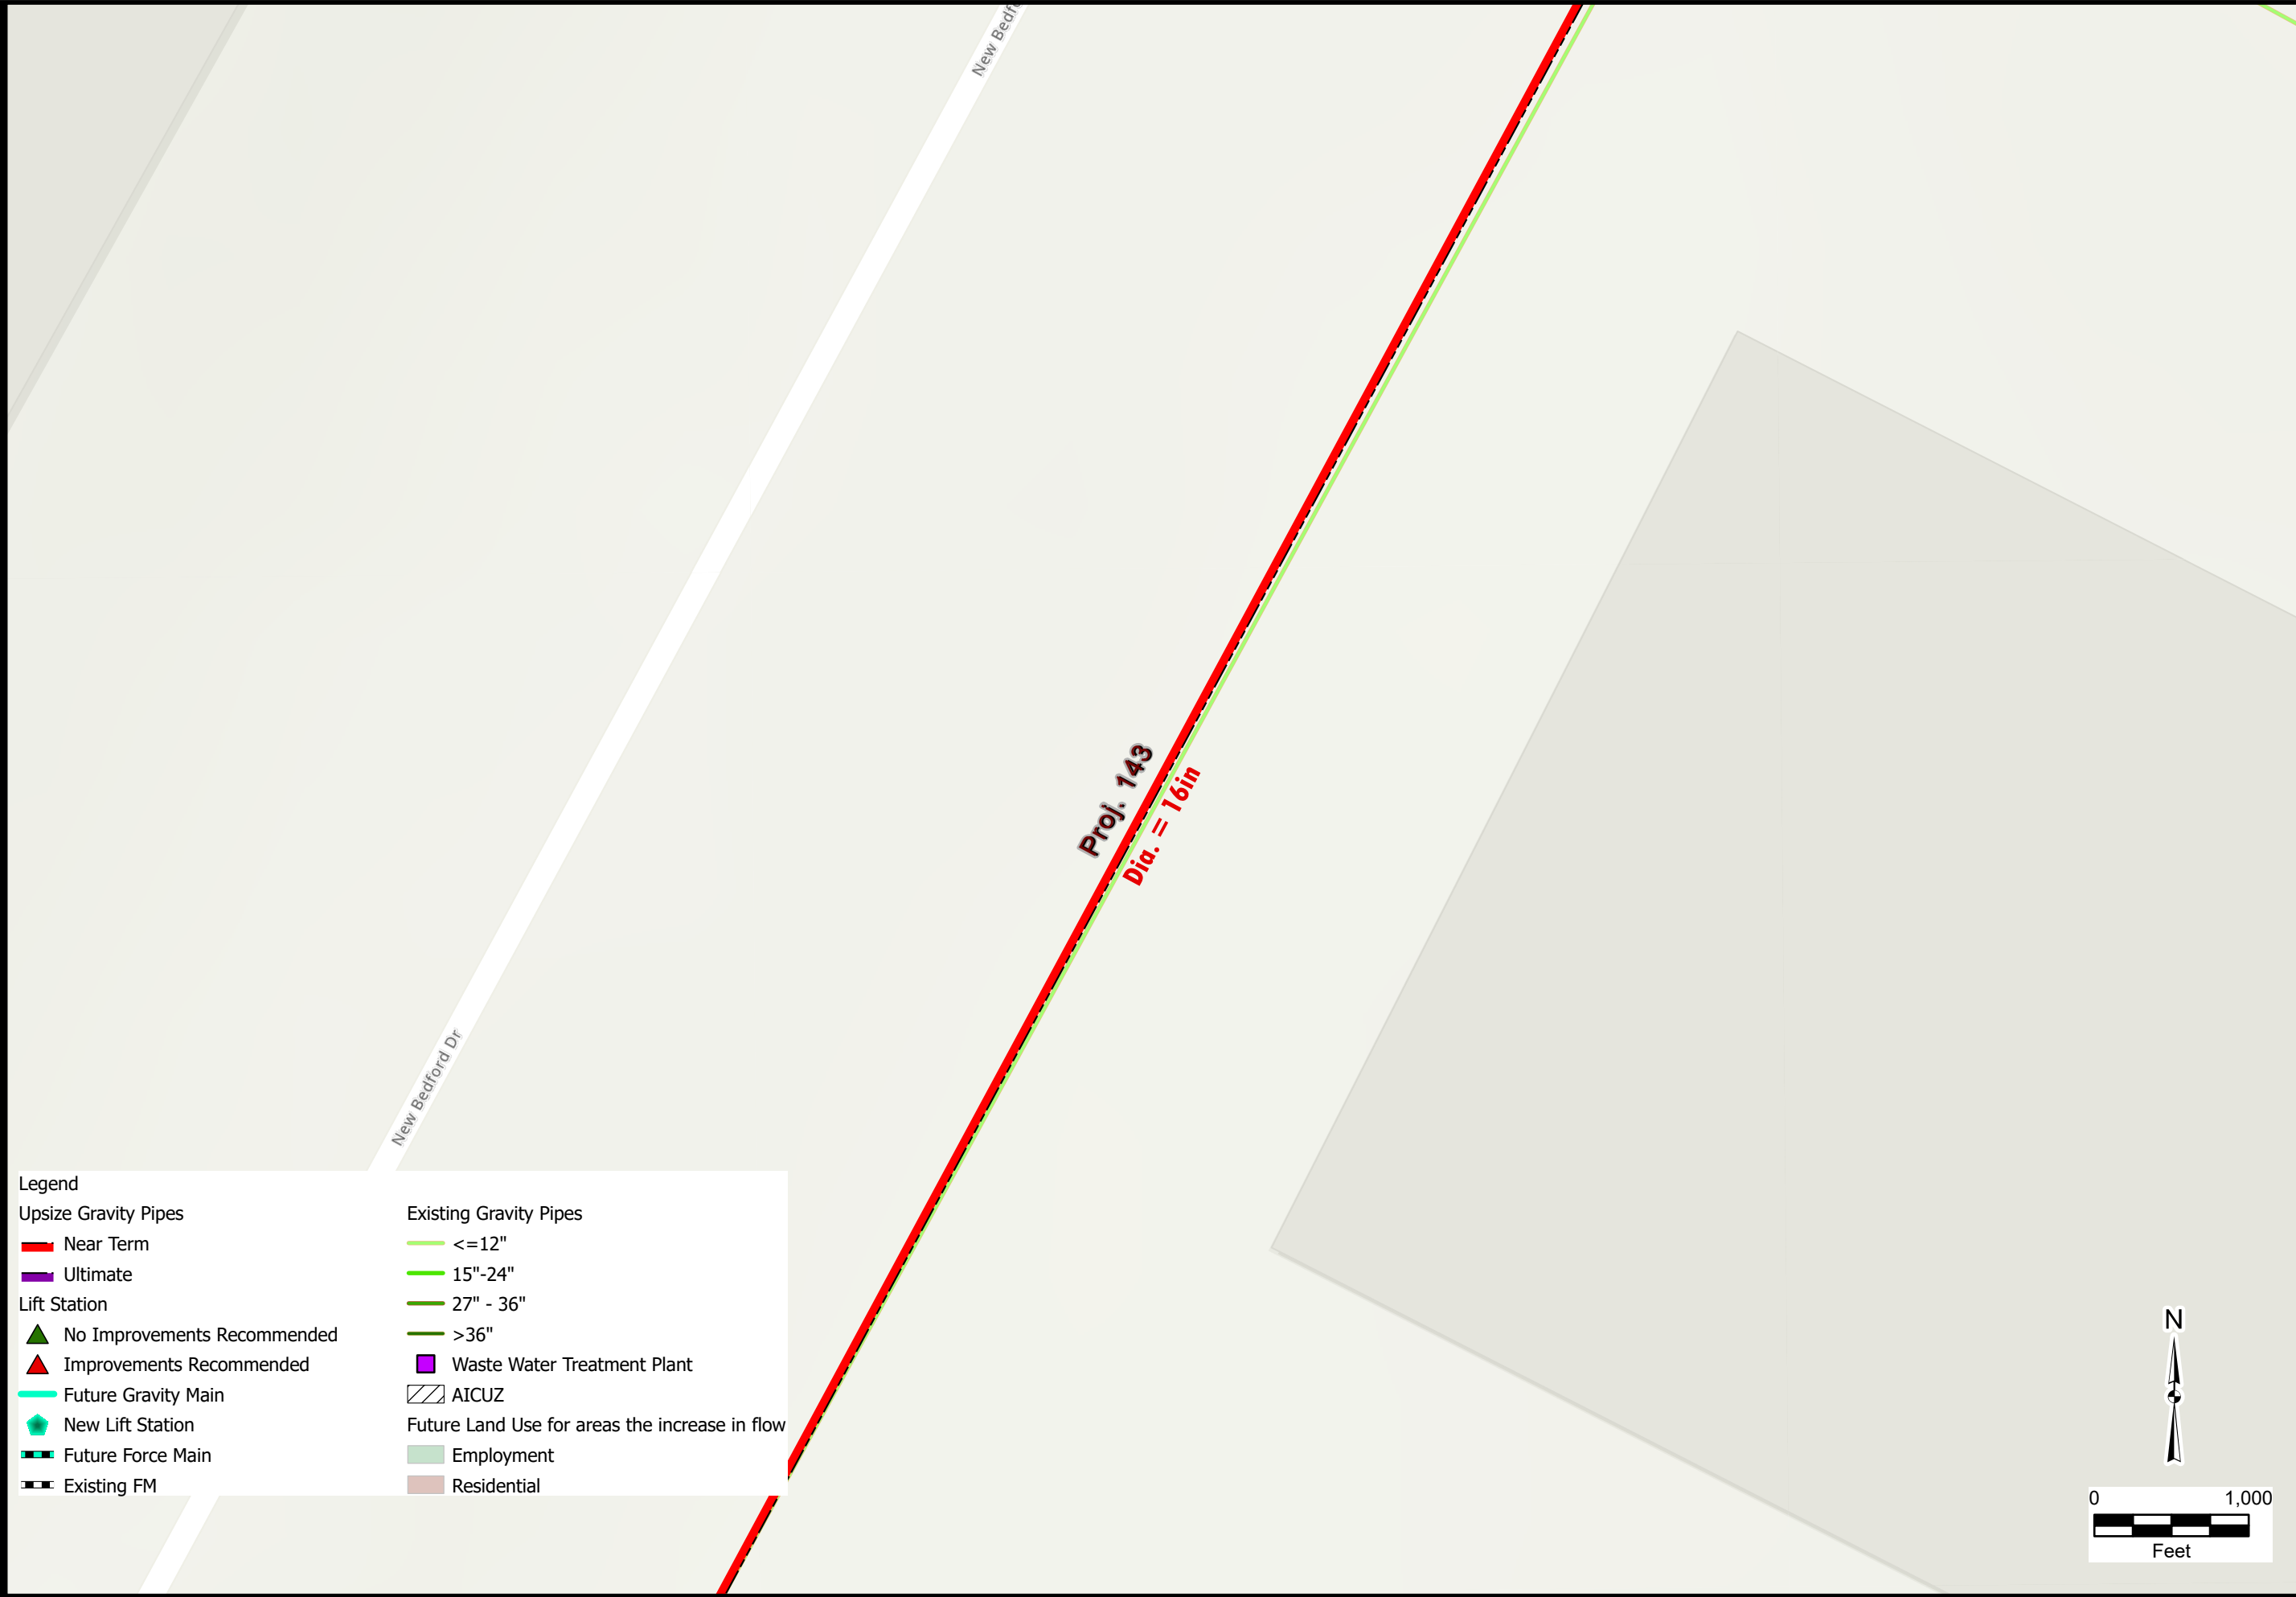 New Bedfo
Proj. 143
Dia. = 16in
New Bedford Dr
Legend
Upsize Gravity Pipes
Near Term
Ultimate
Lift Station
No Improvements Recommended
Improvements Recommended
Future Gravity Main
New Lift Station
Future Force Main
Existing FM
Existing Gravity Pipes
<=12"
15"-24"
27" - 36"
>36"
Waste Water Treatment Plant
AICUZ
Future Land Use for areas the increase in flow
Employment
Residential
N
0 1,000
Feet